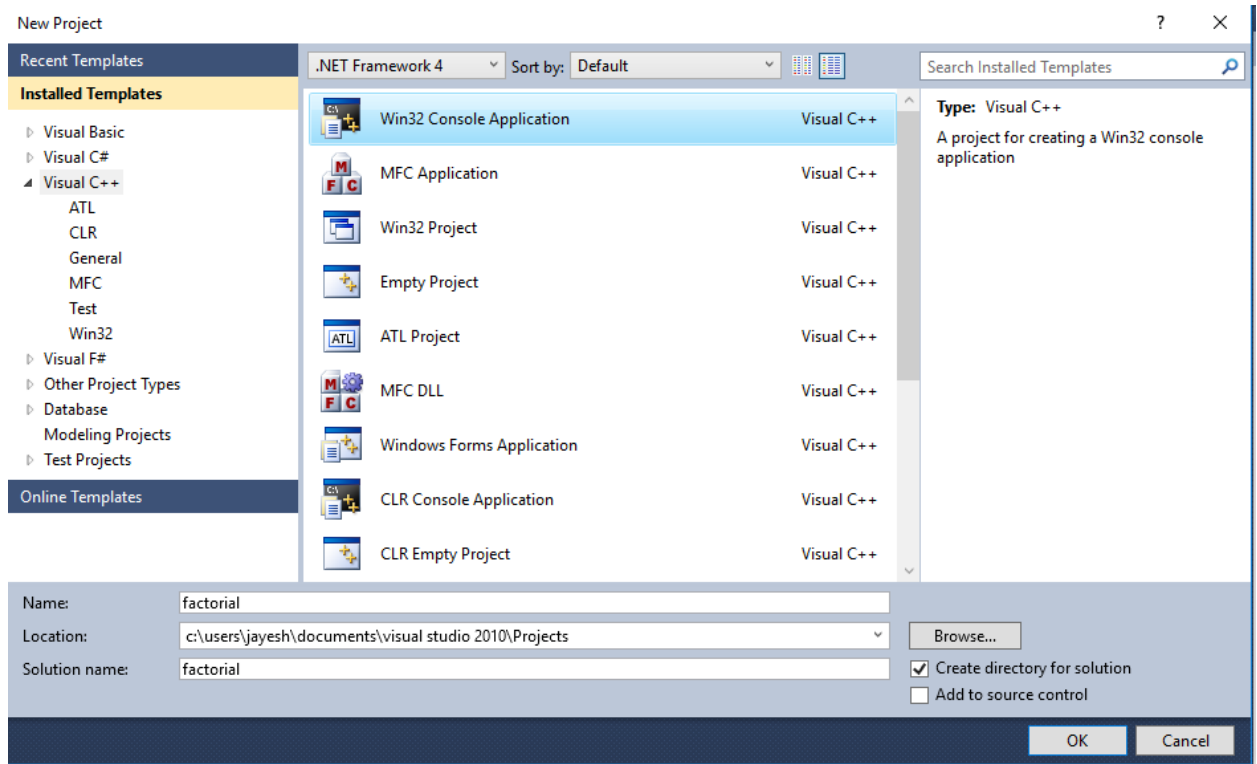 New Project
Recent Templates
Installed Templates
Visual Basic
Visual C#
Visual C++
ATL
CLR
General
MFC
Test
Win32
Visual F#
Other Project Types
Database
Modeling Projects
Test Projects
Online Templates
.NET Framework 4 Sort by: Default
Win32 Console Application Visual C++
MFC Application Visual C++
Win32 Project Visual C++
Empty Project Visual C++
ATL Project Visual C++
MFC DLL Visual C++
Windows Forms Application Visual C++
CLR Console Application Visual C++
CLR Empty Project Visual C++
Search Installed Templates
Type: Visual C++
A project for creating a Win32 console
application
Name: factorial
Location: c:\users\jayesh\documents\visual studio 2010\Projects Browse...
Solution name: factorial
Create directory for solution
Add to source control
OK Cancel